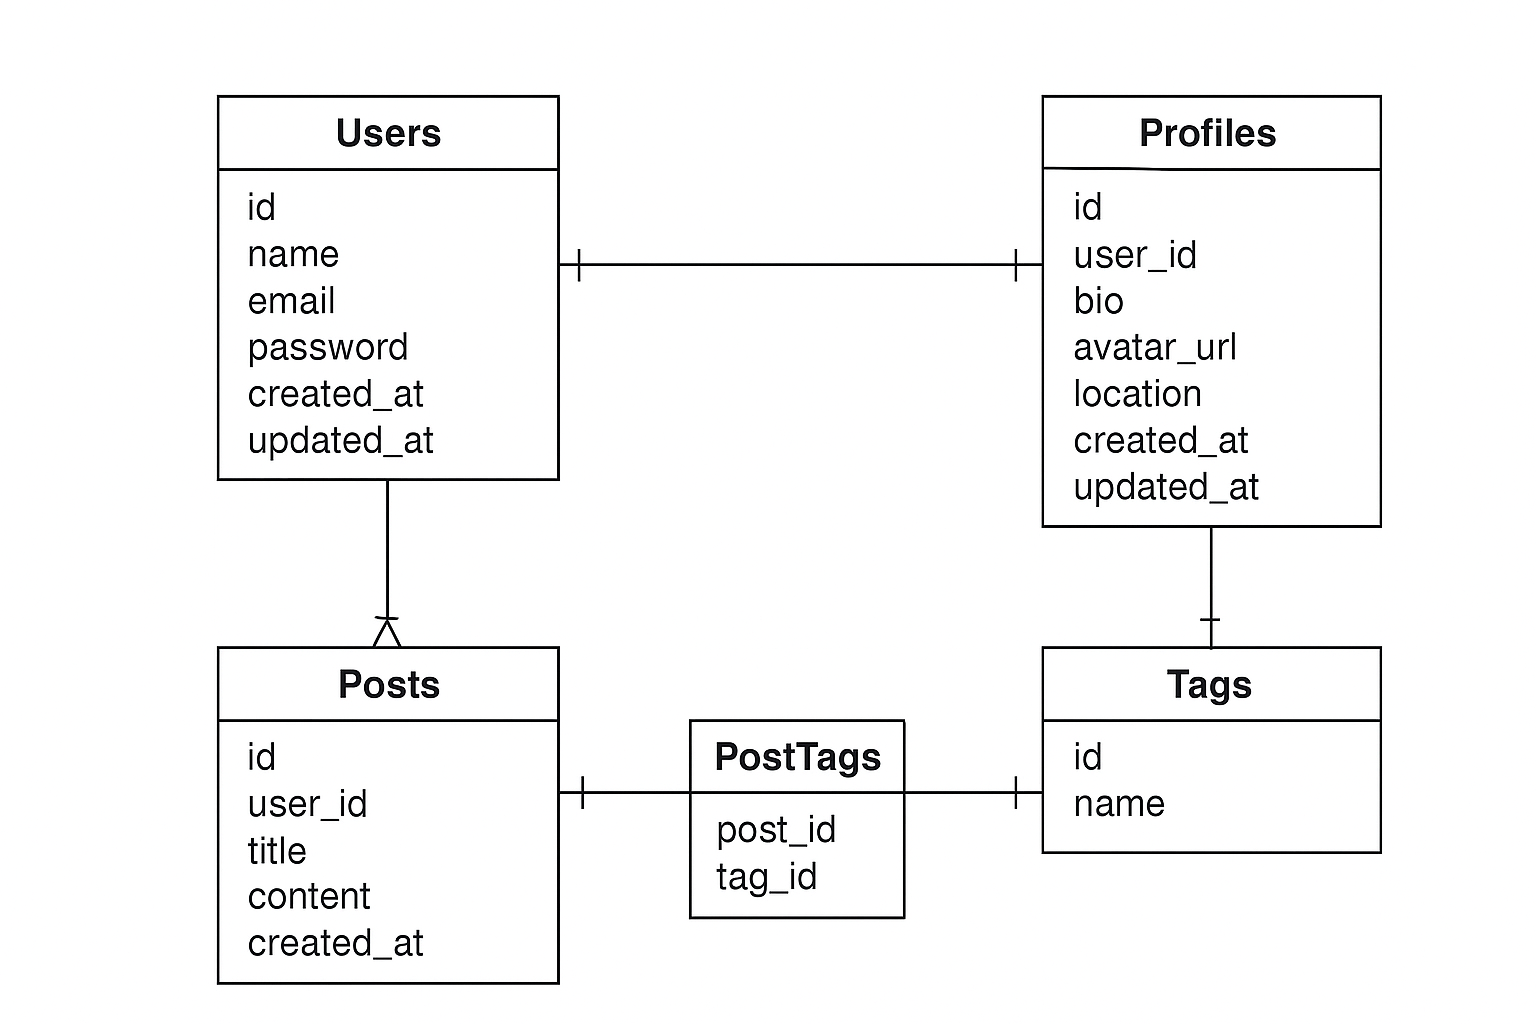 Users
id
name
email
password
created_at
updated_at
Profiles
id
user_id
bio
avatar_url
location
created_at
updated_at
Posts
id
user_id
title
content
created_at
PostTags
post_id
tag_id
Tags
id
name